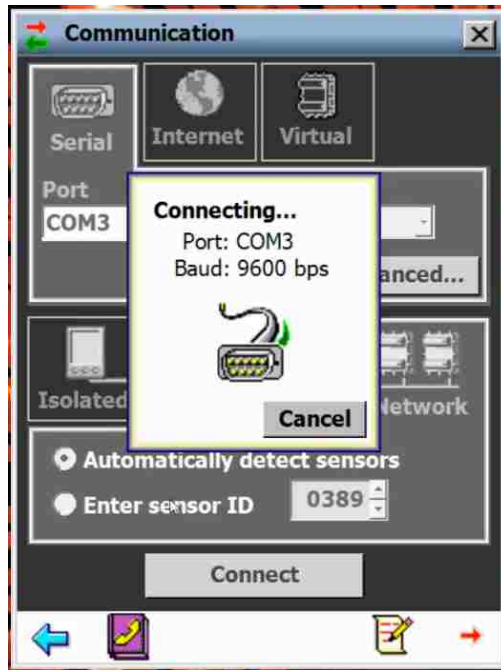 Communication
Serial
Internet
Virtual
Port
COM3
Connecting...
Port: COM3
Baud: 9600 bps
Cancel
Isolated
Network
Automatically detect sensors
Enter sensor ID
0389
Connect